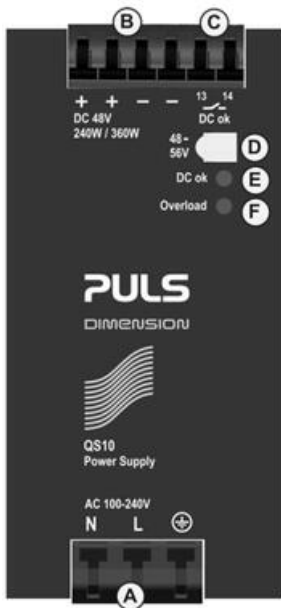 B C
+ + − − 13 14
DC 48V DC ok
240W / 360W
48-
56V D
DC ok E
Overload F
PULS
DIMENSION
QS10
Power Supply
AC 100-240V
N L
A